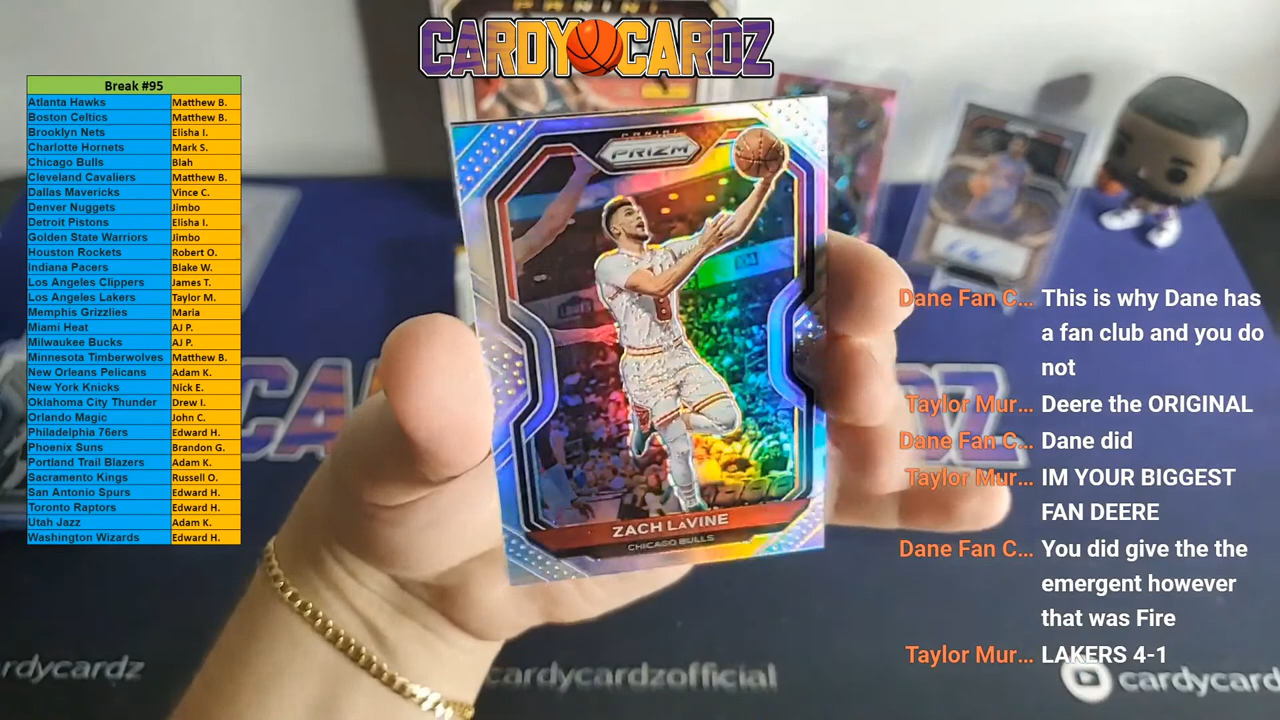 PANINI
CARDYCARDZ
Break #95
Atlanta Hawks Matthew B.
Boston Celtics Matthew B.
Brooklyn Nets Elisha I.
Charlotte Hornets Mark S.
Chicago Bulls Blah
Cleveland Cavaliers Matthew B.
Dallas Mavericks Vince C.
Denver Nuggets Jimbo
Detroit Pistons Elisha I.
Golden State Warriors Jimbo
Houston Rockets Robert O.
Indiana Pacers Blake W.
Los Angeles Clippers James T.
Los Angeles Lakers Taylor M.
Memphis Grizzlies Maria
Miami Heat AJ P.
Milwaukee Bucks AJ P.
Minnesota Timberwolves Matthew B.
New Orleans Pelicans Adam K.
New York Knicks Nick E.
Oklahoma City Thunder Drew I.
Orlando Magic John C.
Philadelphia 76ers Edward H.
Phoenix Suns Brandon G.
Portland Trail Blazers Adam K.
Sacramento Kings Russell O.
San Antonio Spurs Edward H.
Toronto Raptors Edward H.
Utah Jazz Adam K.
Washington Wizards Edward H.
PANINI
PRIZM
8
ZACH LaVINE
CHICAGO BULLS
Dane Fan C... This is why Dane has
a fan club and you do
not
Taylor Mur... Deere the ORIGINAL
Dane Fan C... Dane did
Taylor Mur... IM YOUR BIGGEST
FAN DEERE
Dane Fan C... You did give the the
emergent however
that was Fire
Taylor Mur... LAKERS 4-1
rdycardz
cardycardzofficial
cardycard